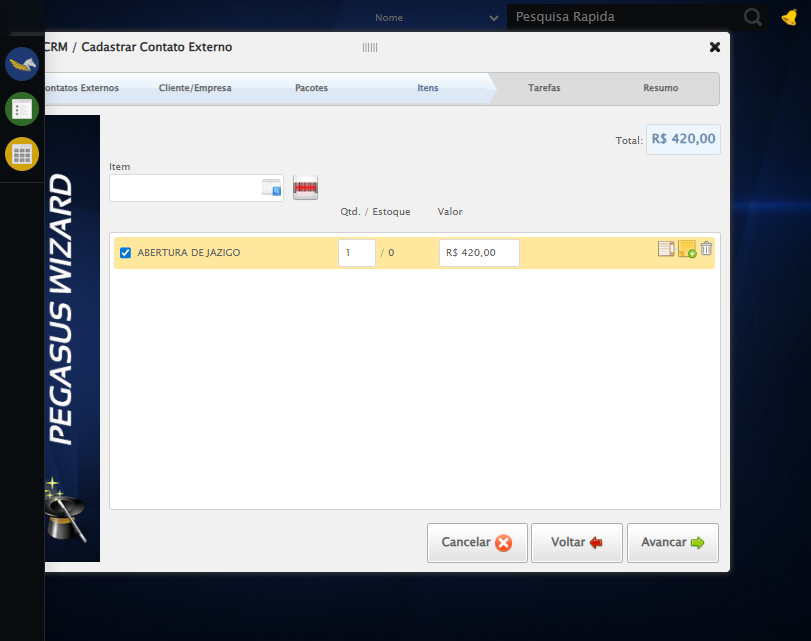 Nome
Pesquisa Rapida
CRM / Cadastrar Contato Externo
ontatos Externos
Cliente/Empresa
Pacotes
Itens
Tarefas
Resumo
Total: R$ 420,00
Item
Qtd. / Estoque
Valor
ABERTURA DE JAZIGO
1
/ 0
R$ 420,00
PEGASUS WIZARD
Cancelar
Voltar
Avancar